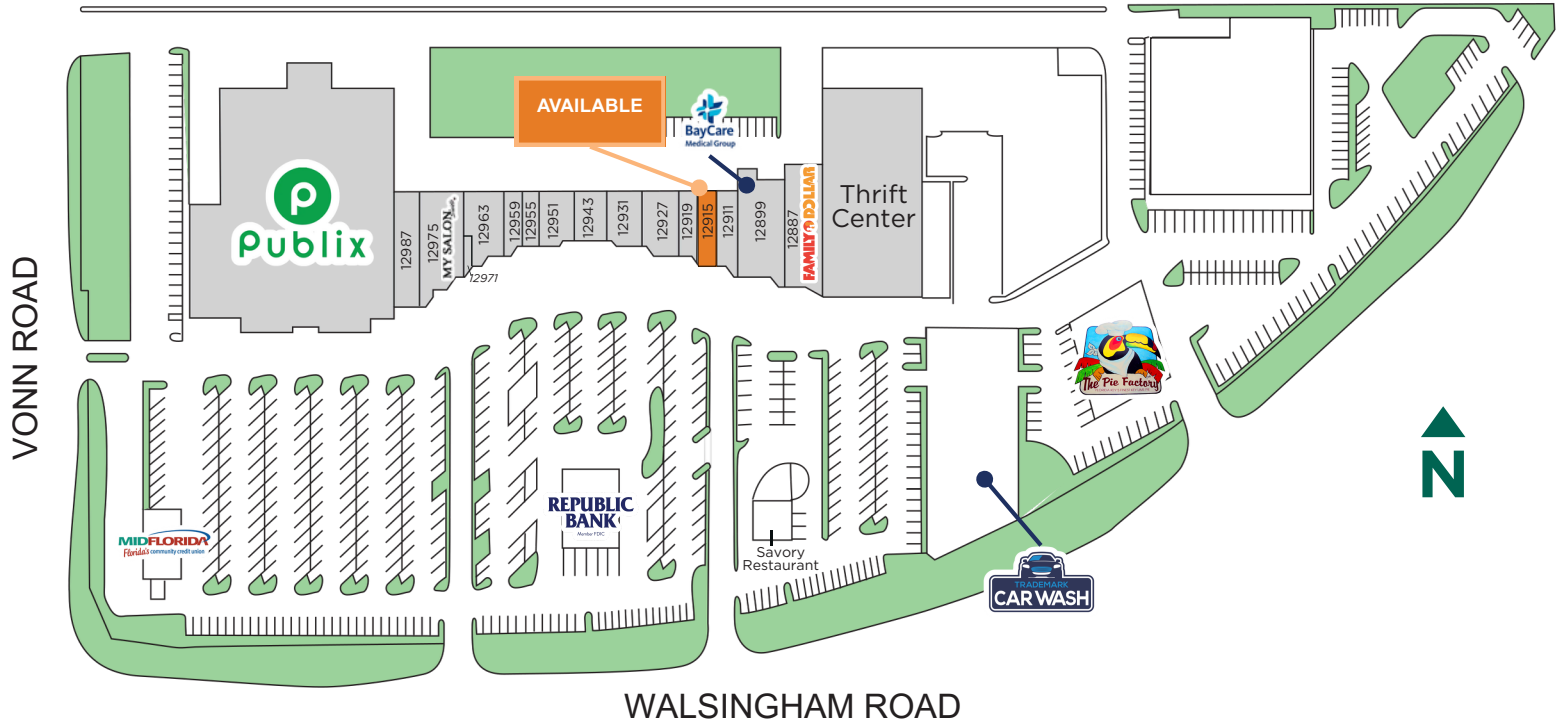 AVAILABLE
BayCare
Medical Group
Publix
12987
12975
MY SALON
12971
12963
12959
12955
12951
12943
12931
12927
12919
12915
12911
12899
12887
FAMILY DOLLAR
Thrift
Center
VONN ROAD
The Pie Factory
N
MIDFLORIDA
Florida's community credit union
REPUBLIC
BANK
Member FDIC
Savory
Restaurant
TRADEMARK
CAR WASH
WALSINGHAM ROAD